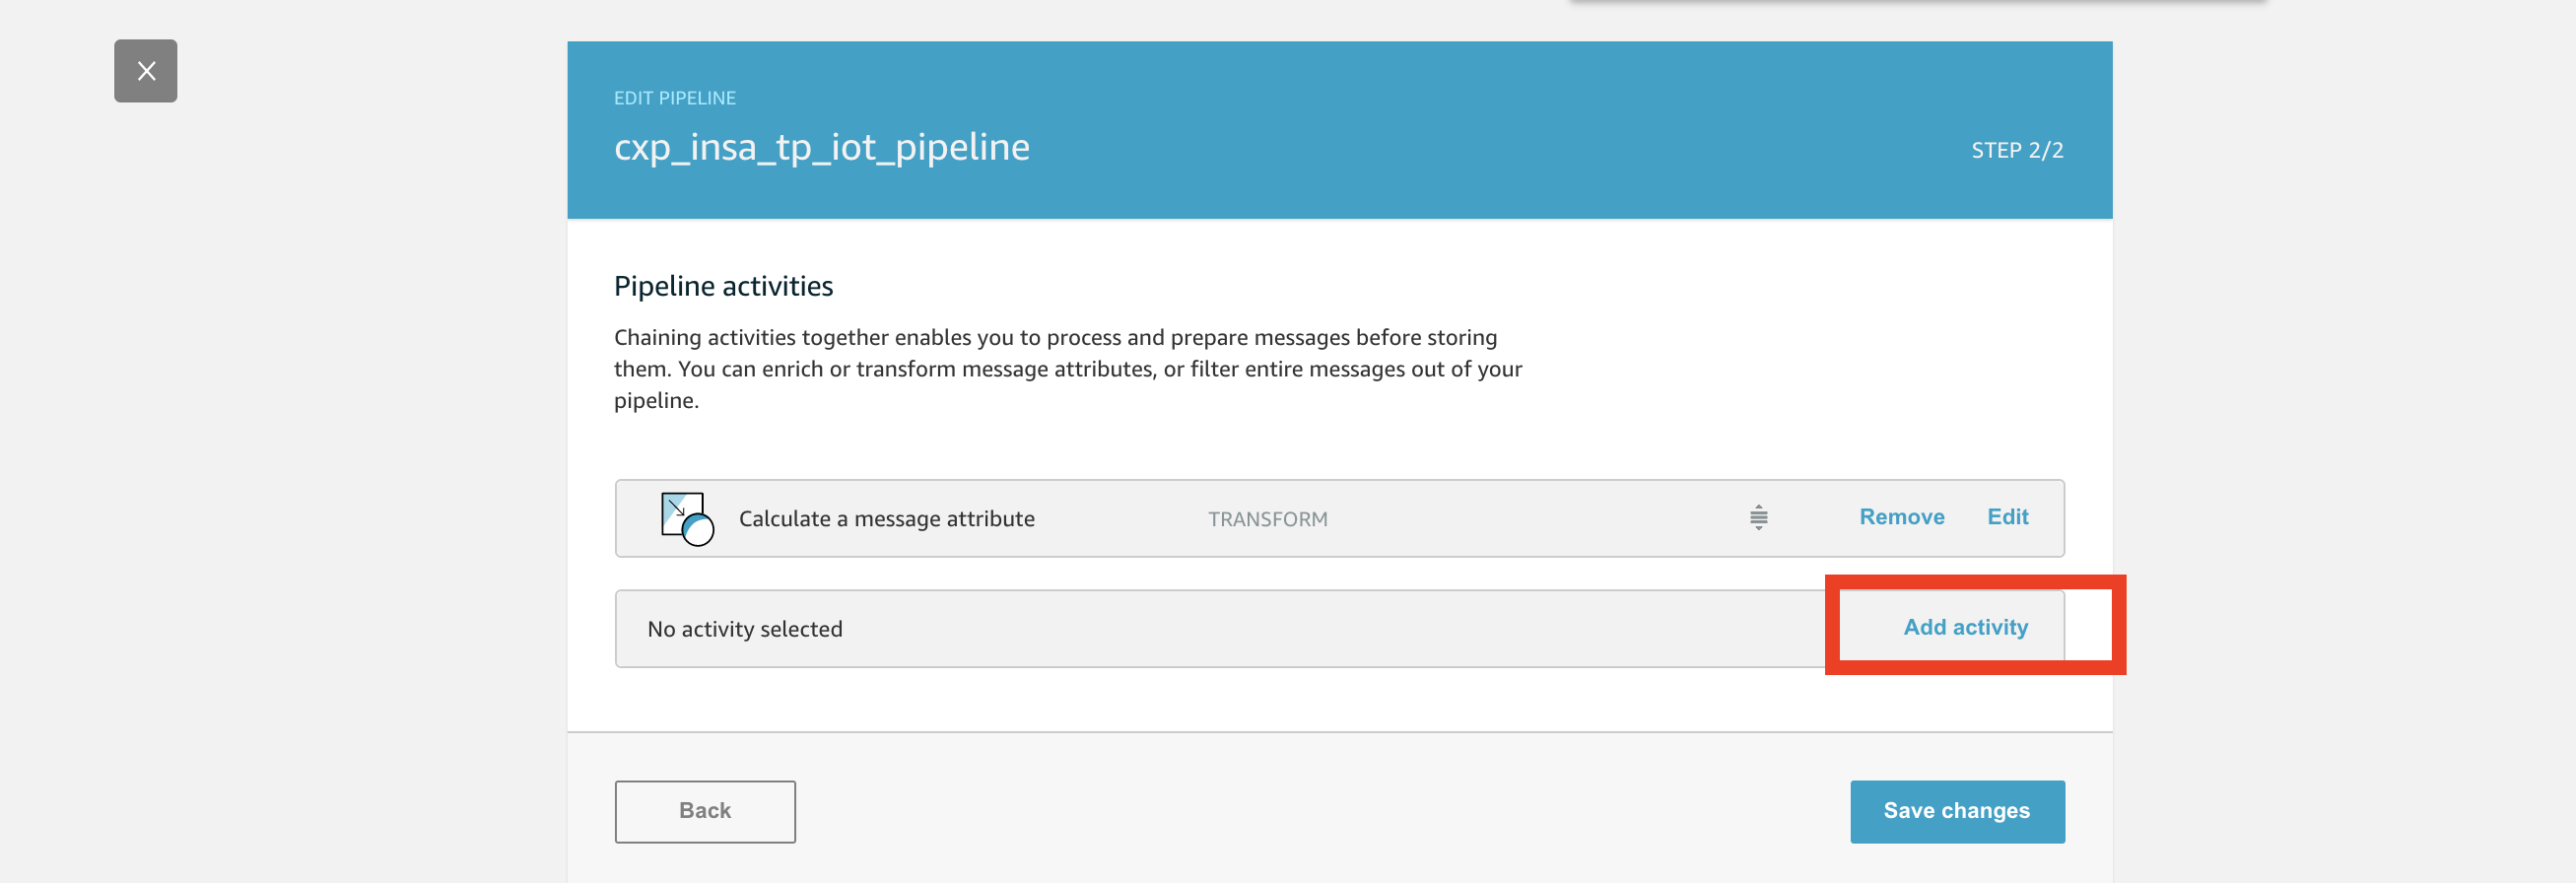 EDIT PIPELINE
cxp_insa_tp_iot_pipeline
STEP 2/2
Pipeline activities
Chaining activities together enables you to process and prepare messages before storing
them. You can enrich or transform message attributes, or filter entire messages out of your
pipeline.
Calculate a message attribute TRANSFORM Remove Edit
No activity selected Add activity
Back Save changes